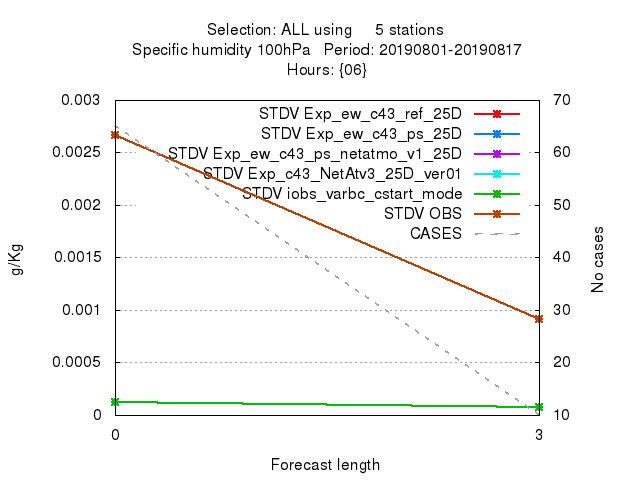 Selection: ALL using 5 stations
Specific humidity 100hPa Period: 20190801-20190817
Hours: {06}
0.003
0.0025
0.002
0.0015
0.001
0.0005
0
g/Kg
STDV Exp_ew_c43_ref_25D
STDV Exp_ew_c43_ps_25D
STDV Exp_ew_c43_ps_netatmo_v1_25D
STDV Exp_c43_NetAtv3_25D_ver01
STDV iobs_varbc_cstart_mode
STDV OBS
CASES
70
60
50
40
30
20
10
No cases
0 3
Forecast length